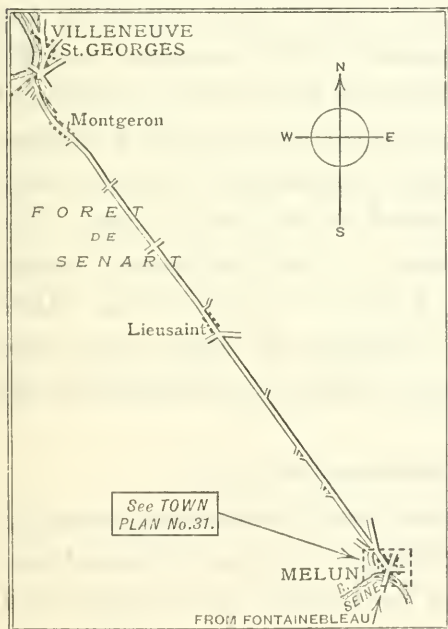 VILLENEUVE
St. GEORGES
Montgeron
N
W
E
S
FORET
DE
SENART
Lieusaint
See TOWN
PLAN No.31.
MELUN
R. SEINE
FROM FONTAINEBLEAU